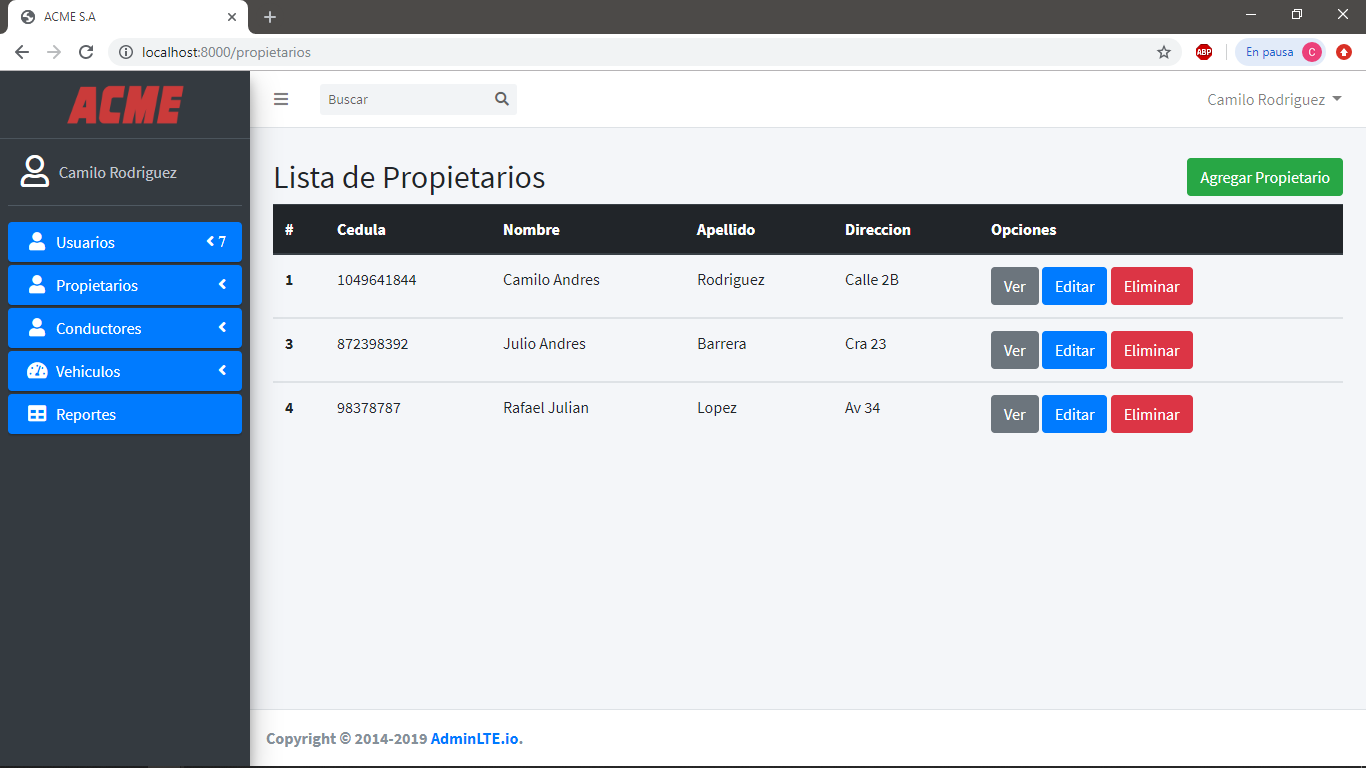 ACME S.A
localhost:8000/propietarios
ABP
En pausa C
ACME
Buscar
Camilo Rodriguez
Camilo Rodriguez
Usuarios 7
Propietarios
Conductores
Vehiculos
Reportes
Lista de Propietarios
Agregar Propietario
# Cedula Nombre Apellido Direccion Opciones
1 1049641844 Camilo Andres Rodriguez Calle 2B Ver Editar Eliminar
3 872398392 Julio Andres Barrera Cra 23 Ver Editar Eliminar
4 98378787 Rafael Julian Lopez Av 34 Ver Editar Eliminar
Copyright © 2014-2019 AdminLTE.io.